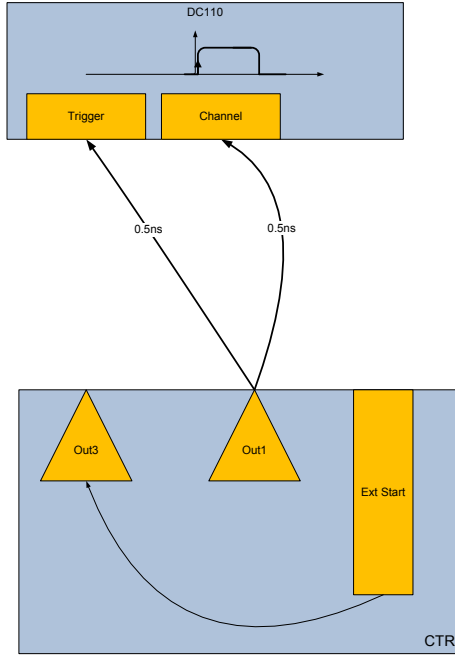 DC110
Trigger
Channel
0.5ns
0.5ns
Out3
Out1
Ext Start
CTR